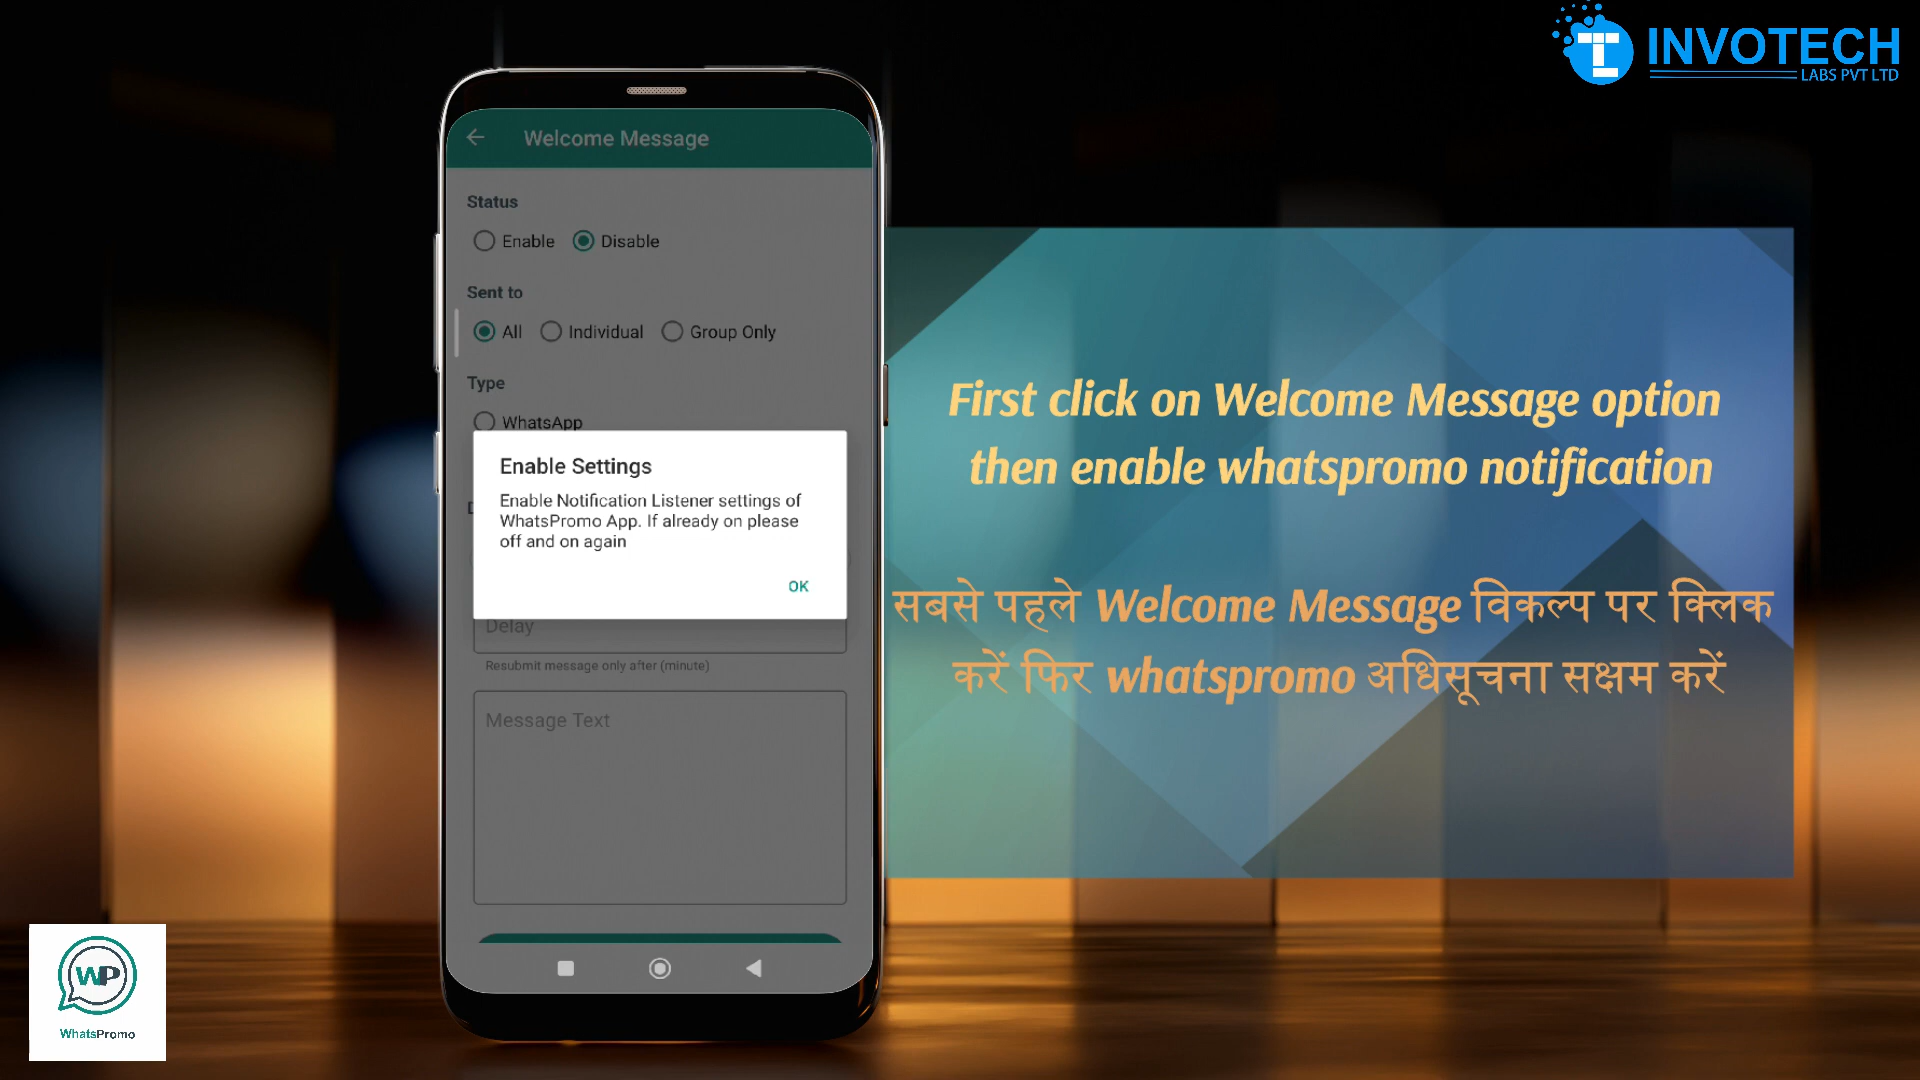 INVOTECH
LABS PVT LTD
Welcome Message
Status
Enable Disable
Sent to
All Individual Group Only
Type
WhatsApp
Enable Settings
Enable Notification Listener settings of
WhatsPromo App. If already on please
off and on again
OK
Delay
Resubmit message only after (minute)
Message Text
First click on Welcome Message option
then enable whatspromo notification
सबसे पहले Welcome Message विकल्प पर क्लिक
करें फिर whatspromo अधिसूचना सक्षम करें
WP
WhatsPromo